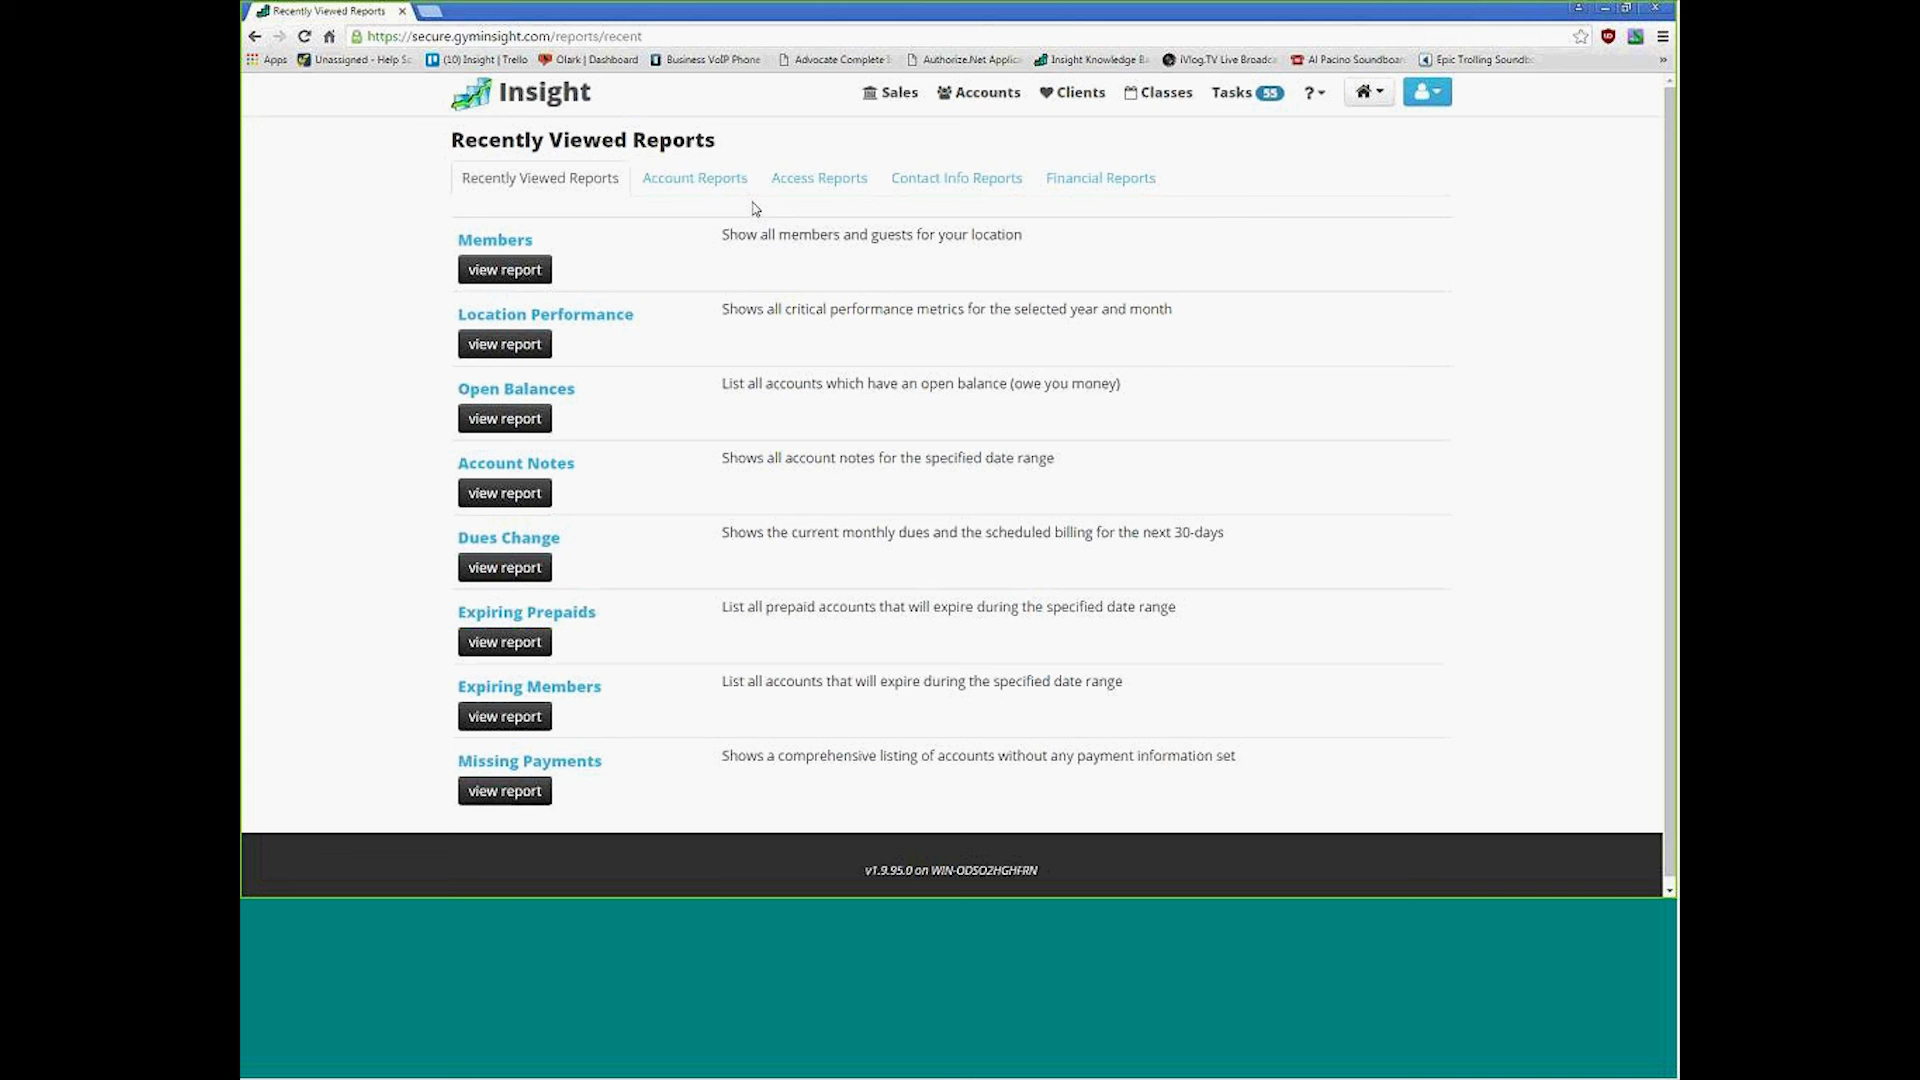 Recently Viewed Reports
https://secure.gyminsight.com/reports/recent
Apps Unassigned - Help Sc (10) Insight | Trello Olark | Dashboard Business VoIP Phone Advocate Complete Authorize.Net Applic Insight Knowledge B iVlog.TV Live Broadca Al Pacino Soundboar Epic Trolling Soundb
Insight Sales Accounts Clients Classes Tasks 55 ?
Recently Viewed Reports
Recently Viewed Reports Account Reports Access Reports Contact Info Reports Financial Reports
Members Show all members and guests for your location
view report
Location Performance Shows all critical performance metrics for the selected year and month
view report
Open Balances List all accounts which have an open balance (owe you money)
view report
Account Notes Shows all account notes for the specified date range
view report
Dues Change Shows the current monthly dues and the scheduled billing for the next 30-days
view report
Expiring Prepaids List all prepaid accounts that will expire during the specified date range
view report
Expiring Members List all accounts that will expire during the specified date range
view report
Missing Payments Shows a comprehensive listing of accounts without any payment information set
view report
v1.9.95.0 on WIN-ODSO2HGHFRN